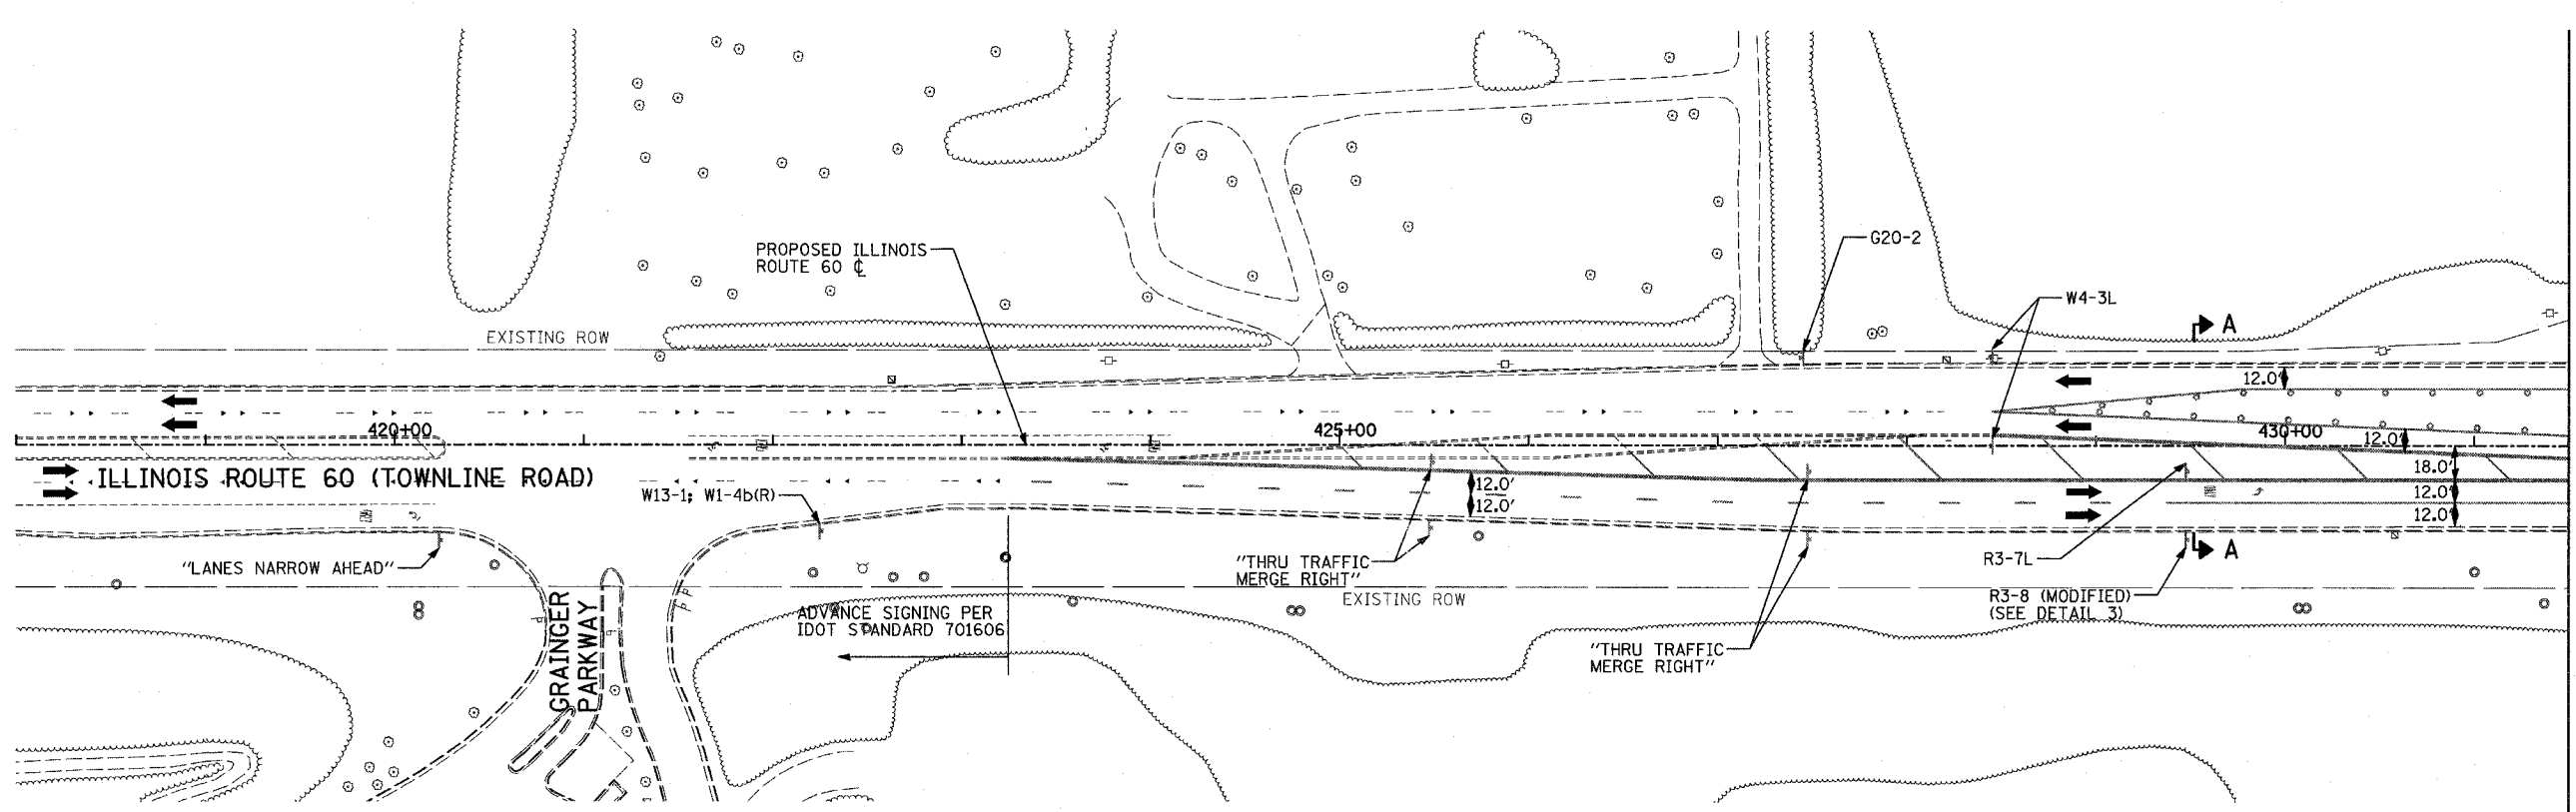 PROPOSED ILLINOIS
ROUTE 60 ℄
G20-2
W4-3L
A
EXISTING ROW
12.0'
420+00
425+00
430+00
12.0'
18.0'
ILLINOIS ROUTE 60 (TOWNLINE ROAD)
W13-1; W1-4b(R)
12.0'
12.0'
12.0'
12.0'
"LANES NARROW AHEAD"
"THRU TRAFFIC
MERGE RIGHT"
R3-7L
A
EXISTING ROW
R3-8 (MODIFIED)
(SEE DETAIL 3)
ADVANCE SIGNING PER
IDOT STANDARD 701606
GRAINGER
PARKWAY
"THRU TRAFFIC
MERGE RIGHT"